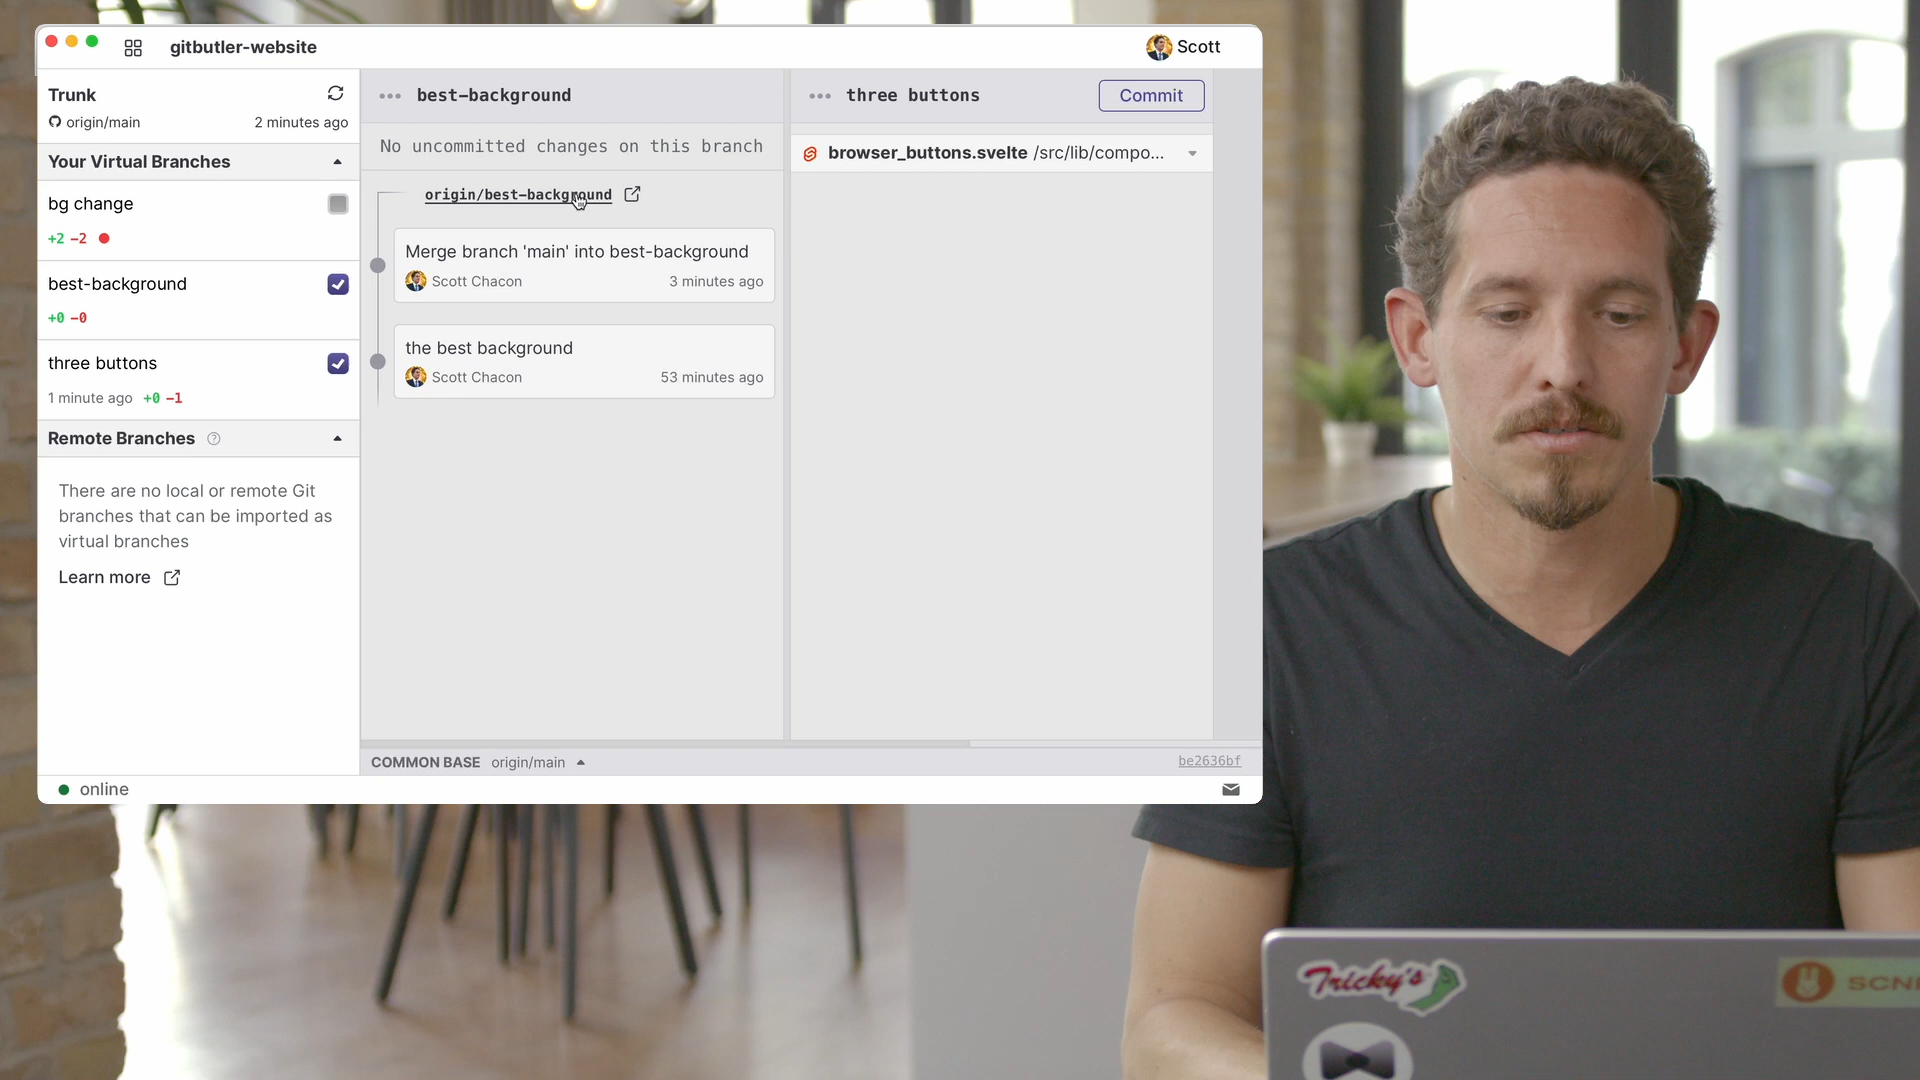 gitbutler-website
Scott
Trunk
origin/main
2 minutes ago
Your Virtual Branches
bg change
+2 -2
best-background
+0 -0
three buttons
1 minute ago +0 -1
Remote Branches
There are no local or remote Git
branches that can be imported as
virtual branches
Learn more
best-background
No uncommitted changes on this branch
origin/best-background
Merge branch 'main' into best-background
Scott Chacon
3 minutes ago
the best background
Scott Chacon
53 minutes ago
three buttons
Commit
browser_buttons.svelte /src/lib/compo...
COMMON BASE origin/main
be2636bf
online
Tricky's